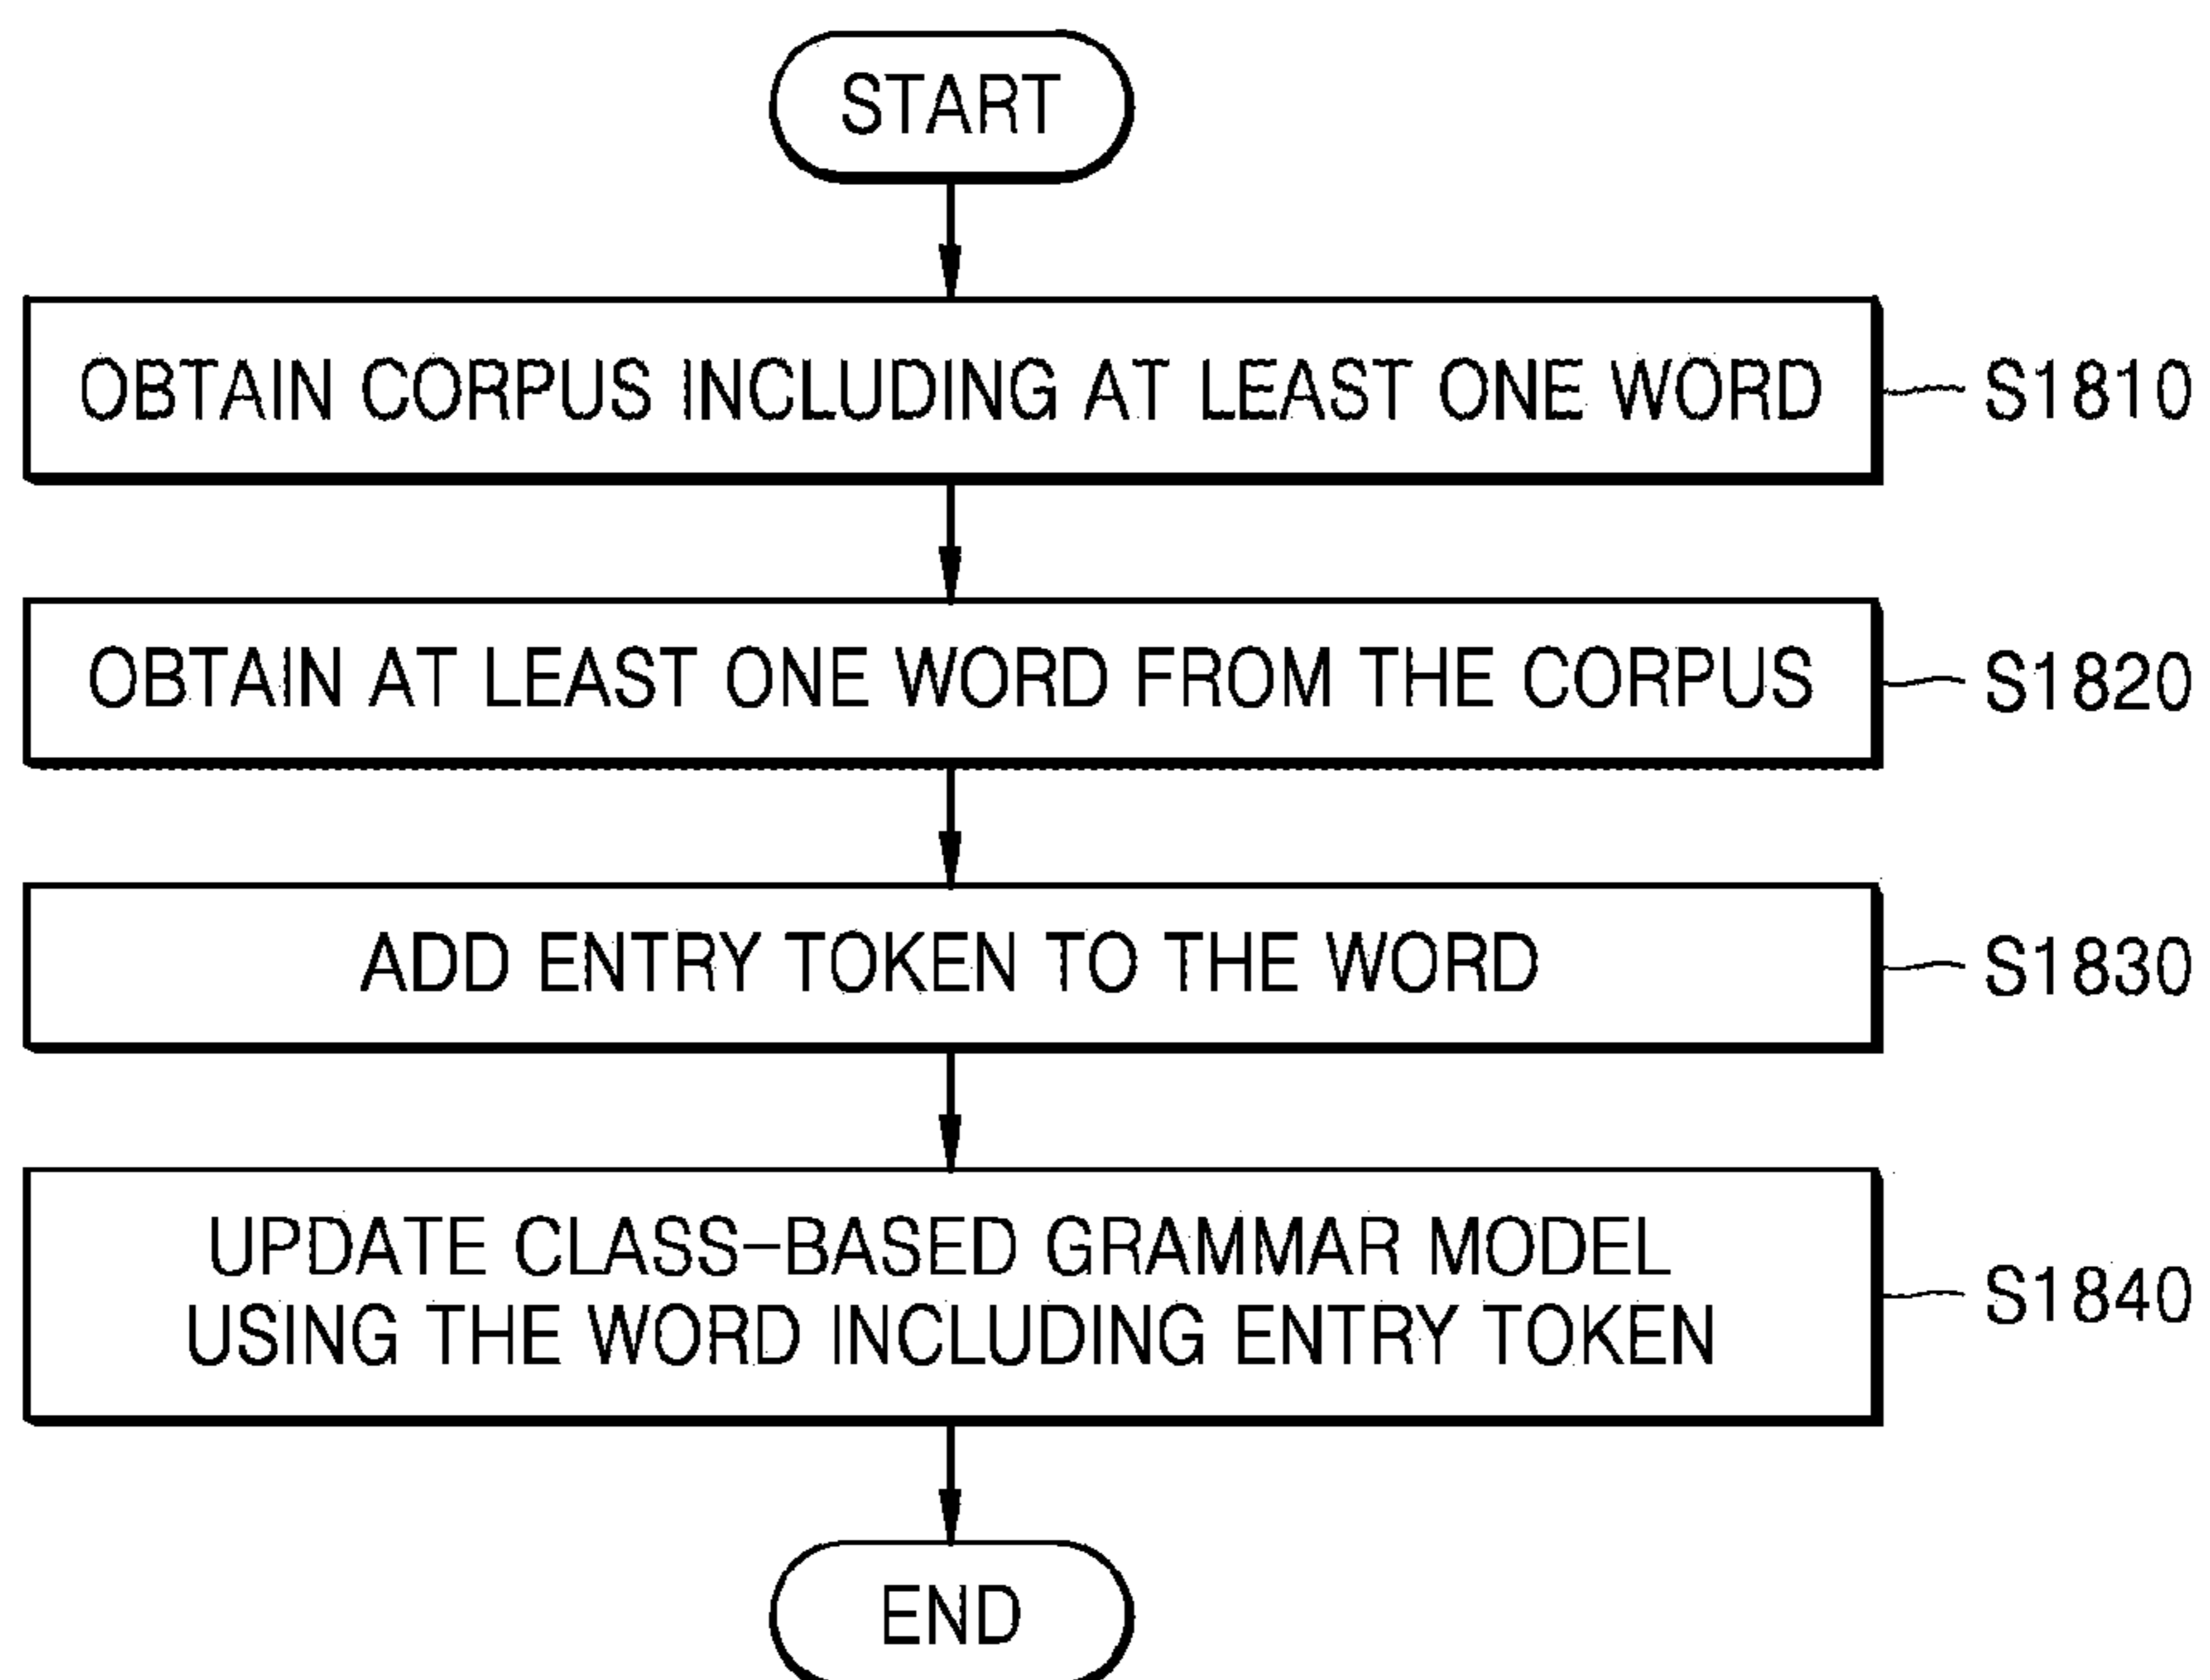 START
OBTAIN CORPUS INCLUDING AT LEAST ONE WORD
S1810
OBTAIN AT LEAST ONE WORD FROM THE CORPUS
S1820
ADD ENTRY TOKEN TO THE WORD
S1830
UPDATE CLASS-BASED GRAMMAR MODEL
USING THE WORD INCLUDING ENTRY TOKEN
S1840
END